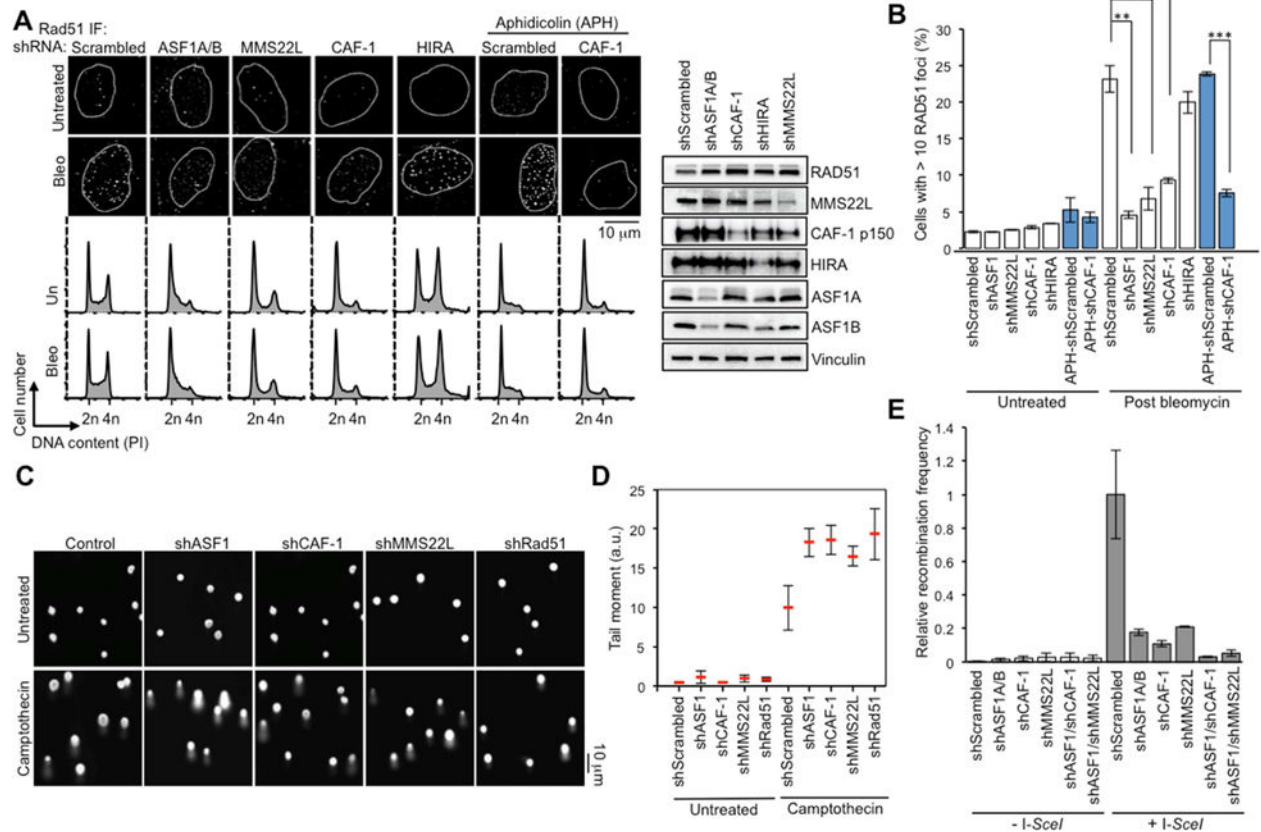 A
Rad51 IF:
Aphidicolin (APH)
shRNA: Scrambled ASF1A/B MMS22L CAF-1 HIRA Scrambled CAF-1
Untreated
Bleo
10 µm
Un
Bleo
Cell number
2n 4n 2n 4n 2n 4n 2n 4n 2n 4n 2n 4n 2n 4n
DNA content (PI)
shScrambled
shASF1A/B
shCAF-1
shHIRA
shMMS22L
RAD51
MMS22L
CAF-1 p150
HIRA
ASF1A
ASF1B
Vinculin
B
Cells with > 10 RAD51 foci (%)
30
25
20
15
10
5
0
**
***
shScrambled
shASF1
shMMS22L
shCAF-1
shHIRA
APH-shScrambled
APH-shCAF-1
shScrambled
shASF1
shMMS22L
shCAF-1
shHIRA
APH-shScrambled
APH-shCAF-1
Untreated
Post bleomycin
C
Control shASF1 shCAF-1 shMMS22L shRad51
Untreated
Camptothecin
10 µm
D
Tail moment (a.u.)
25
20
15
10
5
0
shScrambled
shASF1
shCAF-1
shMMS22L
shRad51
shScrambled
shASF1
shCAF-1
shMMS22L
shRad51
Untreated
Camptothecin
E
Relative recombination frequency
1.4
1.2
1
0.8
0.6
0.4
0.2
0
shScrambled
shASF1A/B
shCAF-1
shMMS22L
shASF1/shCAF-1
shASF1/shMMS22L
shScrambled
shASF1A/B
shCAF-1
shMMS22L
shASF1/shCAF-1
shASF1/shMMS22L
- I-SceI
+ I-SceI